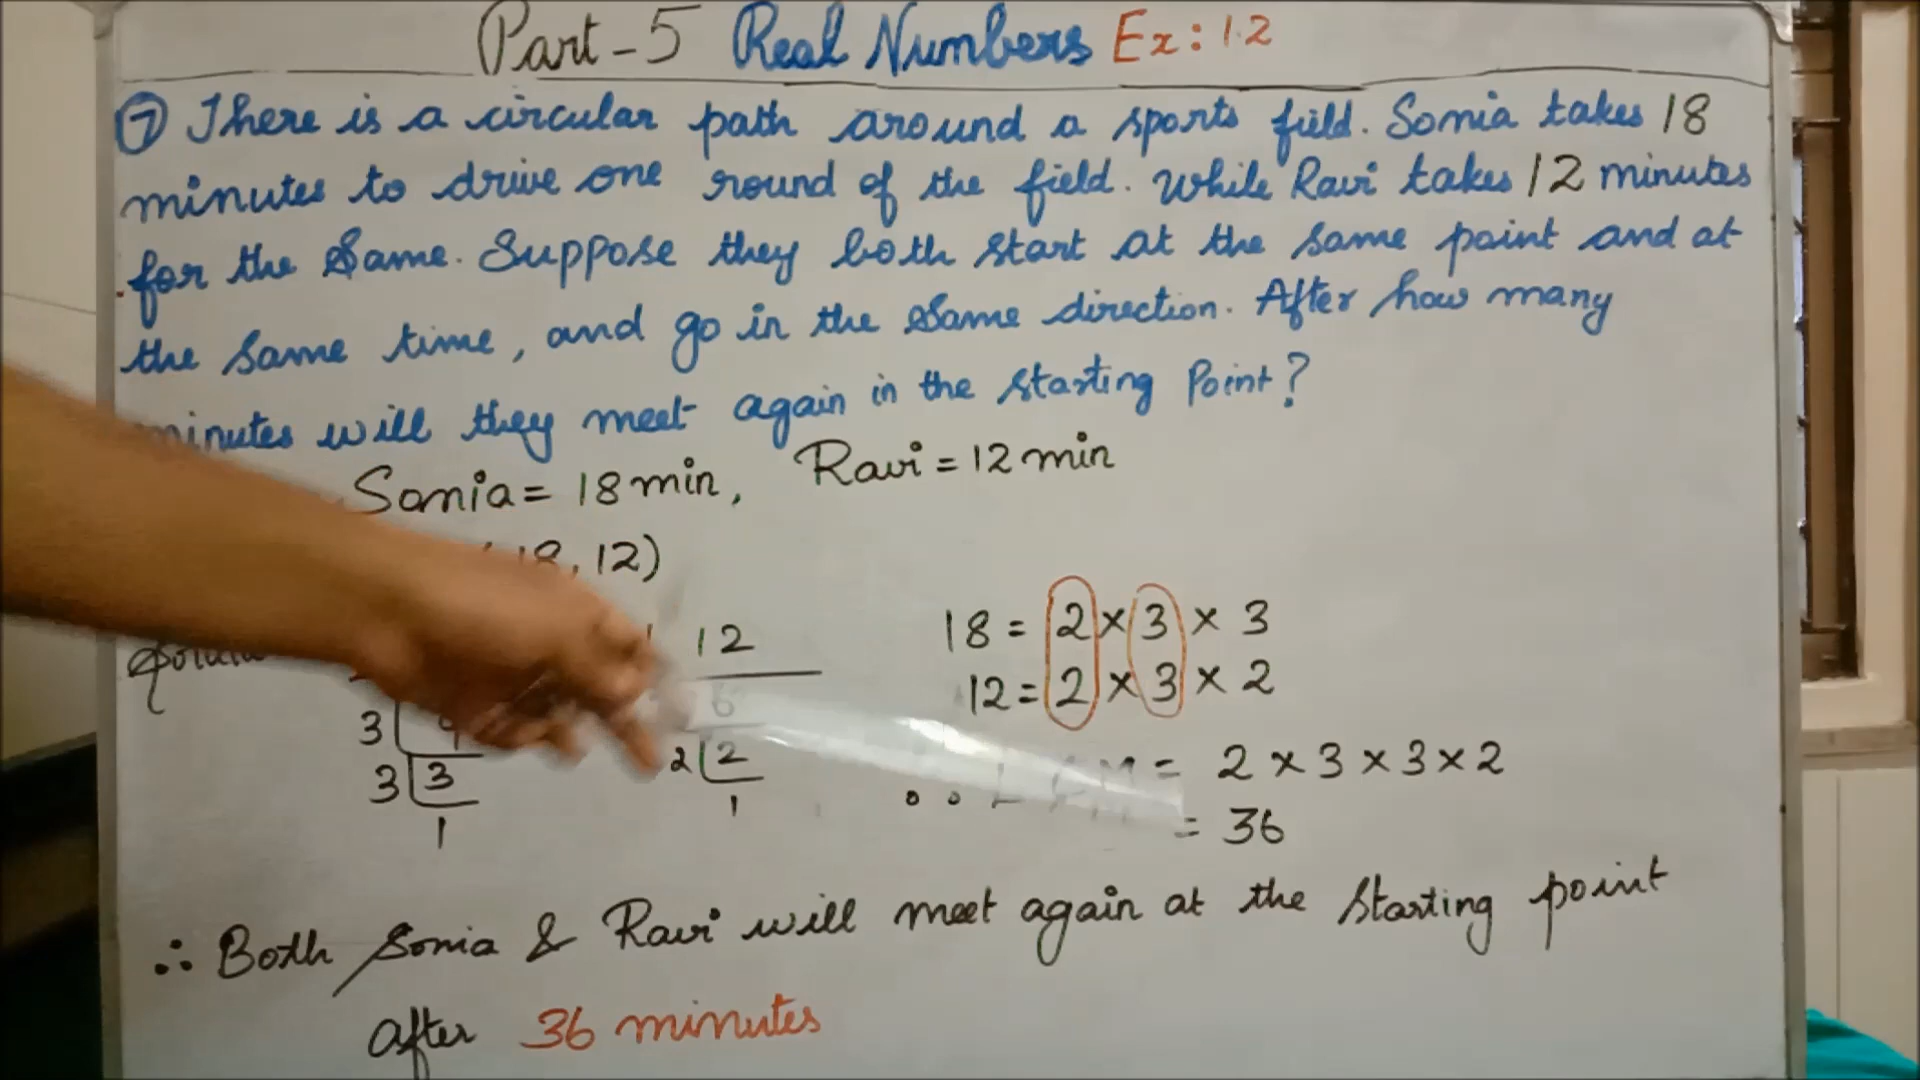 Part-5 Real Numbers Ex: 1.2
⑦ There is a circular path around a sports field. Sonia takes 18
minutes to drive one round of the field. While Ravi takes 12 minutes
for the Same. Suppose they both start at the same point and at
the same time, and go in the same direction. After how many
minutes will they meet again in the starting Point?
Sonia = 18 min, Ravi = 12 min
18, 12)
12
18 = 2 × 3 × 3
6
12 = 2 × 3 × 2
3
2 2
= 2 × 3 × 3 × 2
3 3
1
1
= 36
∴ Both Sonia & Ravi will meet again at the starting point
after 36 minutes